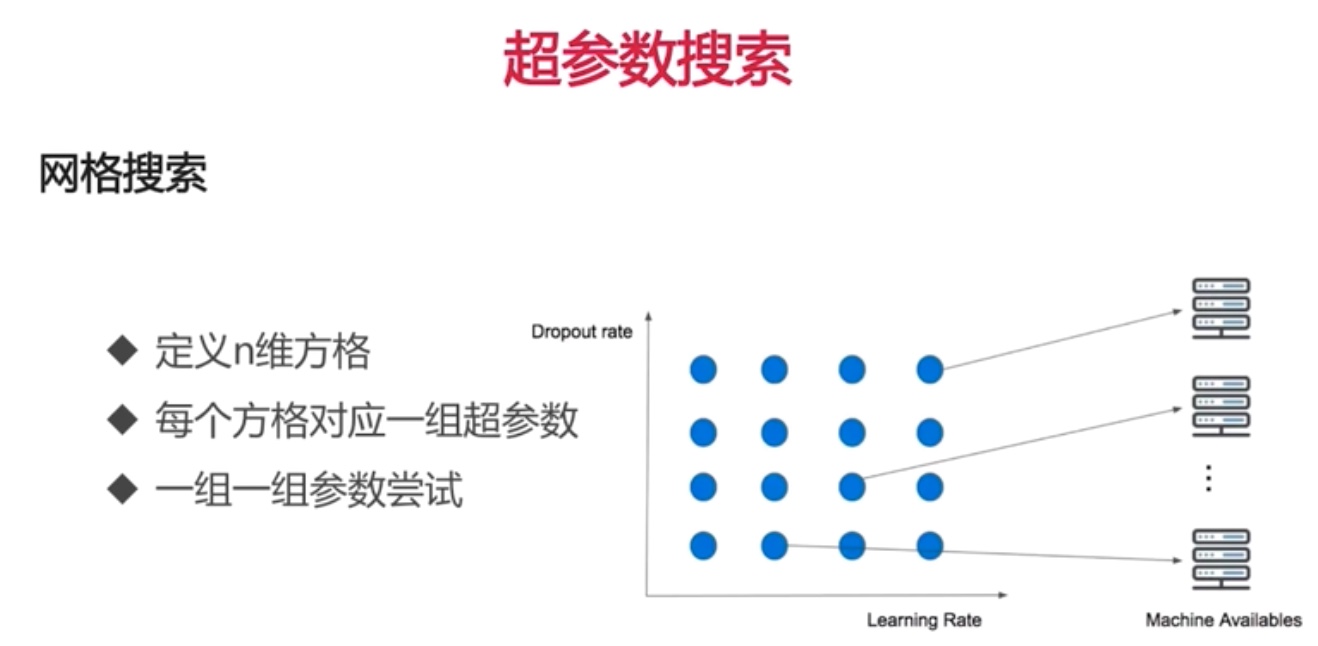 超参数搜索
网格搜索
◆ 定义n维方格
◆ 每个方格对应一组超参数
◆ 一组一组参数尝试
Dropout rate
Learning Rate
Machine Availables